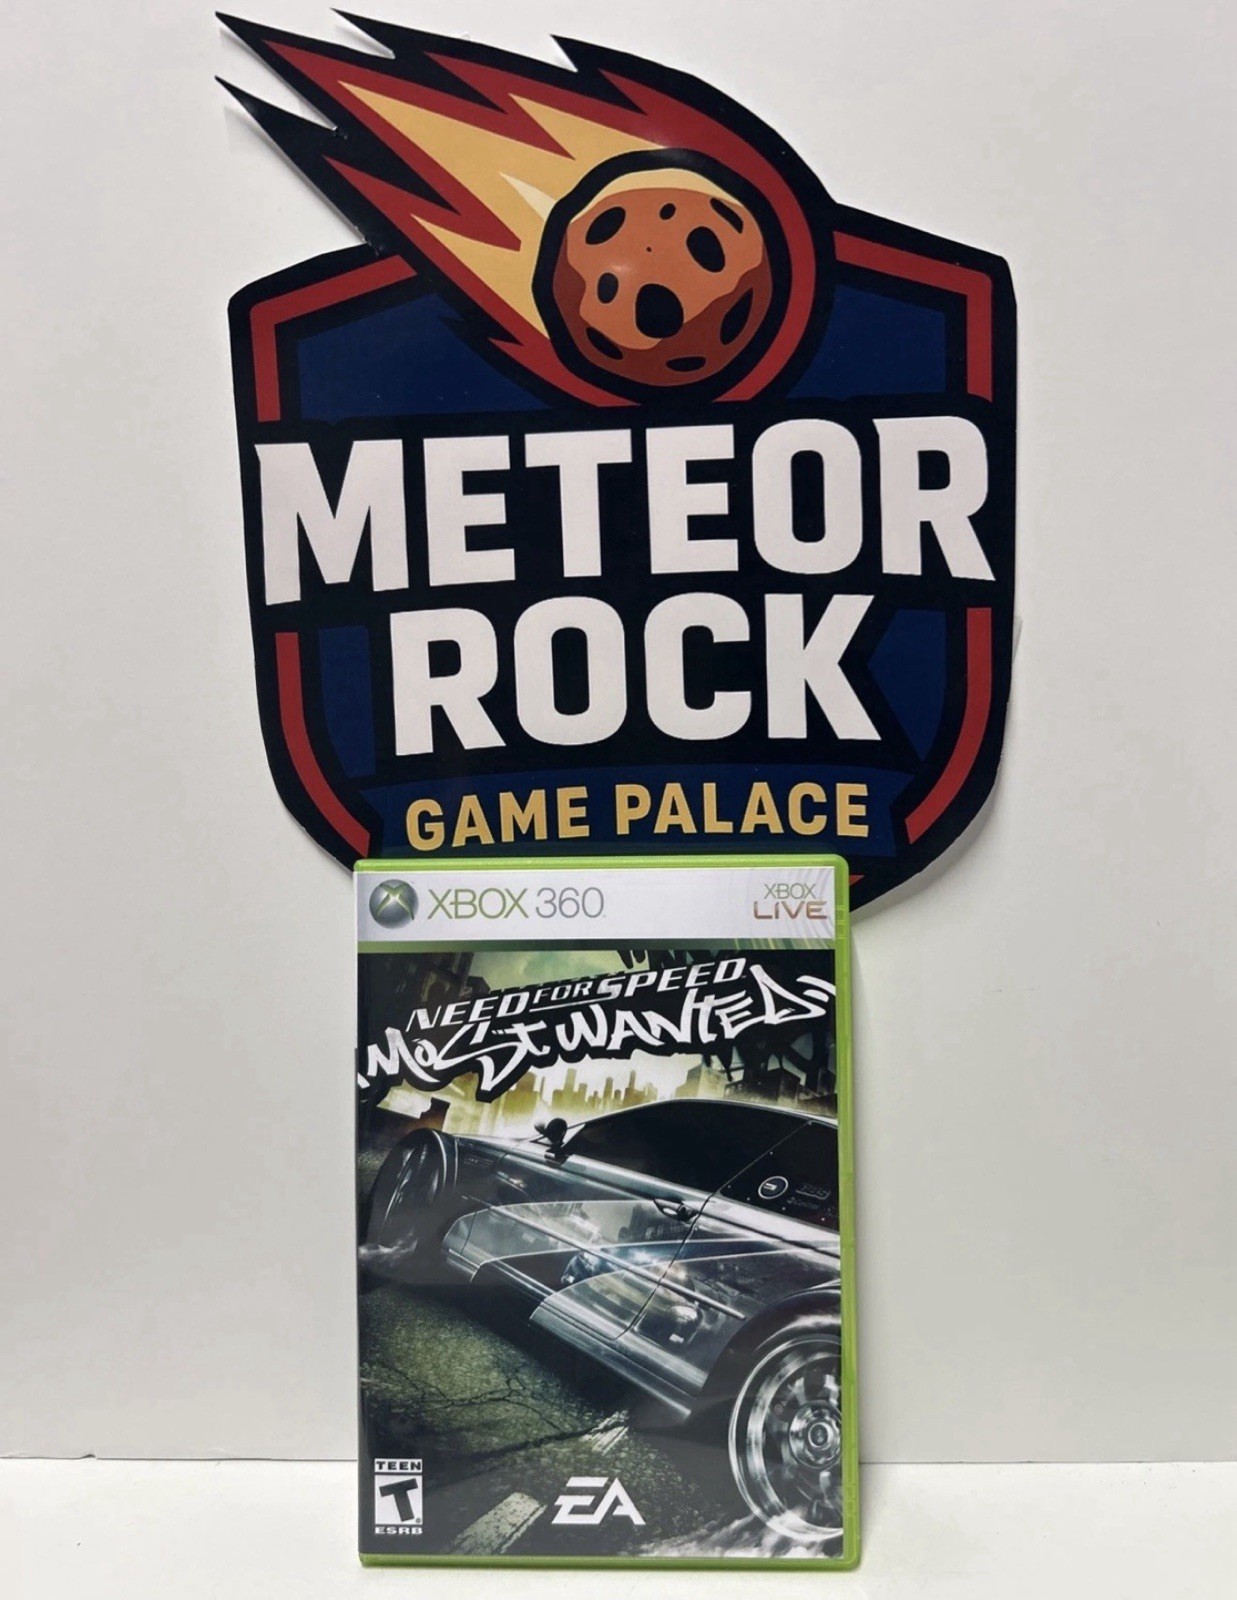 METEOR
ROCK
GAME PALACE
XBOX 360
XBOX
LIVE
NEED FOR SPEED
MOST WANTED
TEEN
T
ESRB
EA